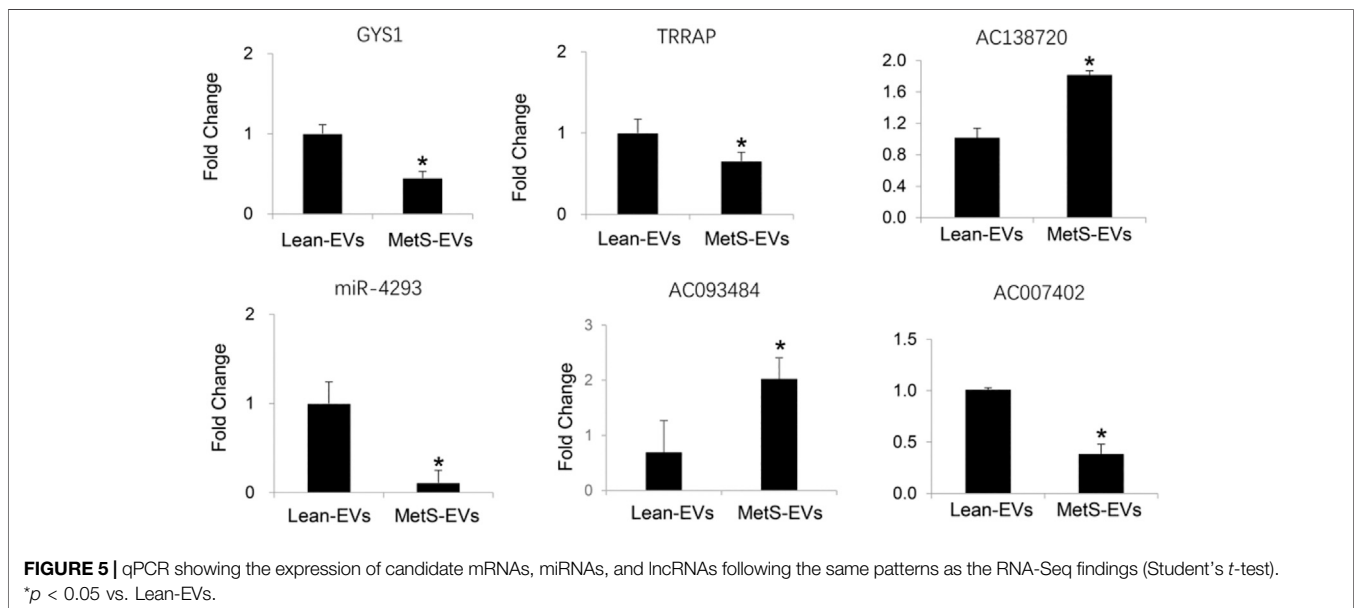 GYS1
TRRAP
AC138720
Fold Change
2
1
0
*
Lean-EVs MetS-EVs
Fold Change
2
1
0
*
Lean-EVs MetS-EVs
2.0
1.6
1.2
0.8
0.4
0.0
*
Lean-EVs MetS-EVs
miR-4293
AC093484
AC007402
Fold Change
2
1
0
*
Lean-EVs MetS-EVs
Fold Change
3
2
1
0
*
Lean-EVs MetS-EVs
1.5
1.0
0.5
0.0
*
Lean-EVs MetS-EVs
FIGURE 5 | qPCR showing the expression of candidate mRNAs, miRNAs, and lncRNAs following the same patterns as the RNA-Seq findings (Student's t-test).
*p < 0.05 vs. Lean-EVs.